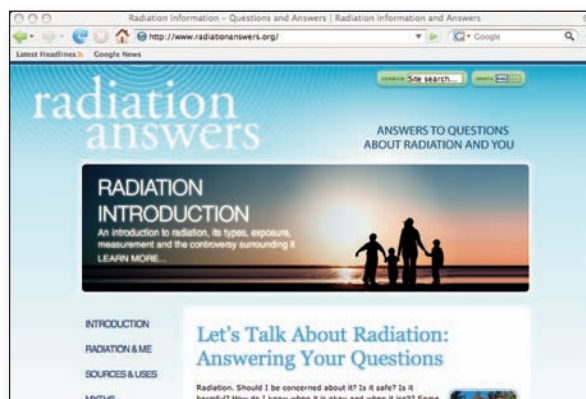 Radiation Information – Questions and Answers | Radiation Information and Answers
http://www.radiationanswers.org/
Google
Latest Headlines
Google News
Site search...
radiation
answers
ANSWERS TO QUESTIONS
ABOUT RADIATION AND YOU
RADIATION
INTRODUCTION
An introduction to radiation, its types, exposure,
measurement and the controversy surrounding it
LEARN MORE...
INTRODUCTION
RADIATION & ME
SOURCES & USES
MYTHS
Let's Talk About Radiation:
Answering Your Questions
Radiation. Should I be concerned about it? Is it safe? Is it
harmful? How do I know when it is okay and when it isn't? Some